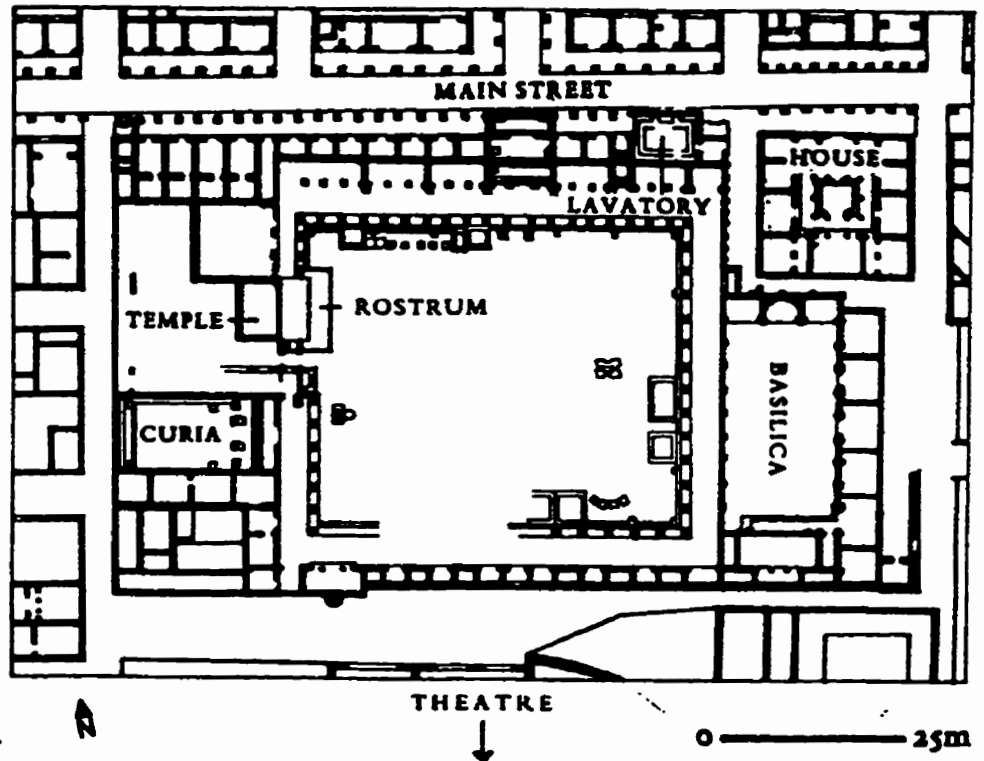 MAIN STREET
HOUSE
LAVATORY
TEMPLE
ROSTRUM
BASILICA
CURIA
THEATRE
N
0
25m